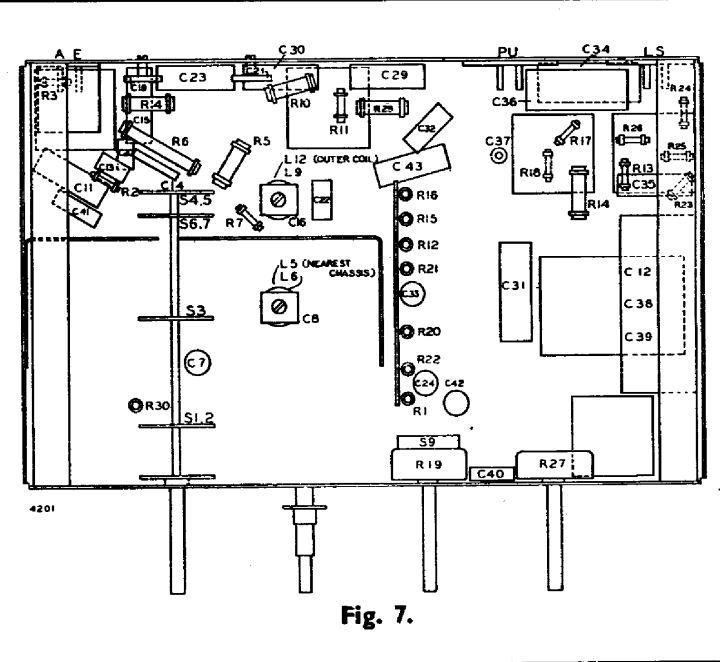 A E
C30
PU
C34
LS
R3
C18
C23
C21
C29
R24
R4
R10
R11
R29
C36
C15
R6
R5
C32
C37
R17
R26
R25
C43
R18
R13
C35
R23
R14
C11
R2
C14
L12 (OUTER COIL)
L9
C41
S4,5
S6,7
R7
C16
C22
R16
R15
R12
R21
C33
L5 (NEAREST
L6 CHASSIS)
C8
C31
C12
C38
C39
S3
C7
R20
R22
C24
C42
R1
R30
S1,2
S9
R19
C40
R27
4201
Fig. 7.